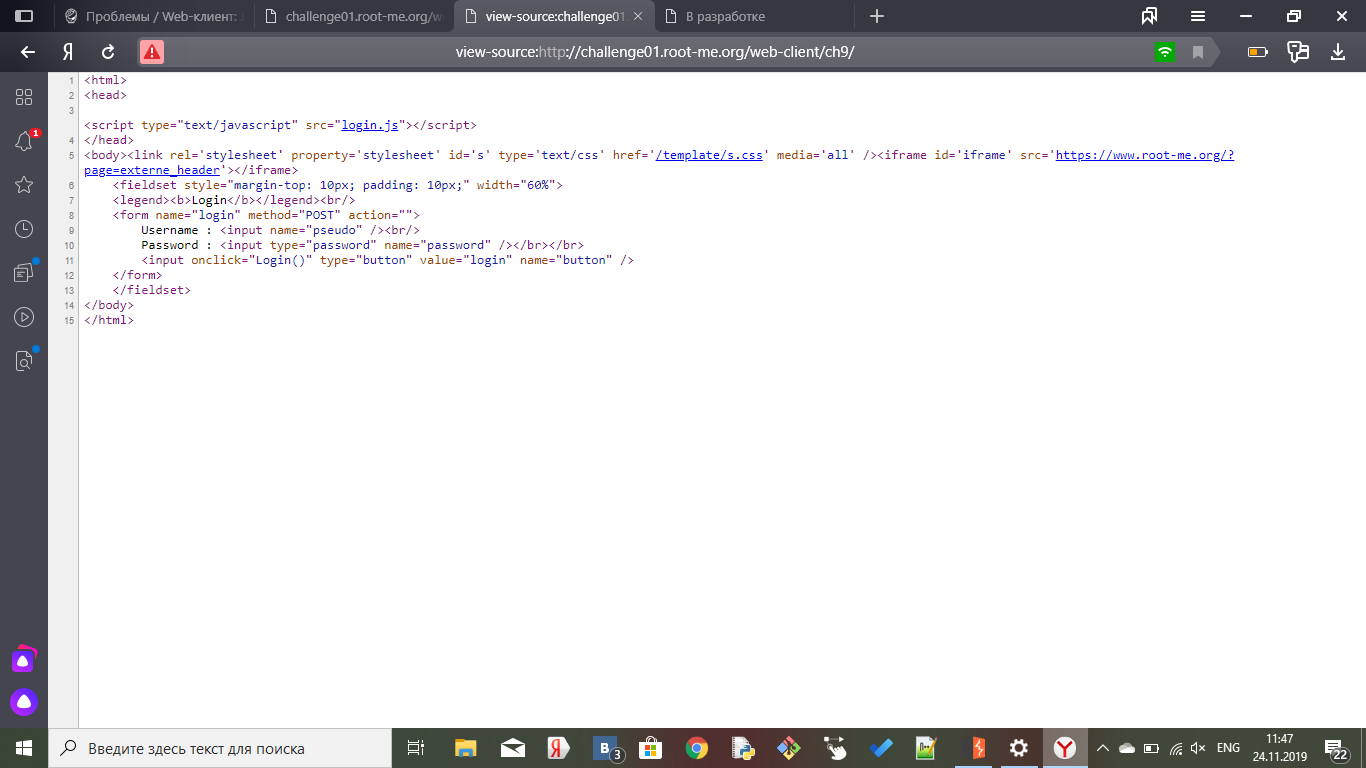 Проблемы / Web-клиент:
challenge01.root-me.org/w
view-source:challenge01.
В разработке
Я
view-source:http://challenge01.root-me.org/web-client/ch9/
1
1 <html>
2 <head>
3
<script type="text/javascript" src="login.js"></script>
4 </head>
5 <body><link rel='stylesheet' property='stylesheet' id='s' type='text/css' href='/template/s.css' media='all' /><iframe id='iframe' src='https://www.root-me.org/?
page=externe_header'></iframe>
6 <fieldset style="margin-top: 10px; padding: 10px;" width="60%">
7 <legend><b>Login</b></legend><br/>
8 <form name="login" method="POST" action="">
9 Username : <input name="pseudo" /><br/>
10 Password : <input type="password" name="password" /></br></br>
11 <input onclick="Login()" type="button" value="login" name="button" />
12 </form>
13 </fieldset>
14 </body>
15 </html>
Введите здесь текст для поиска
Я
B
3
Y
ENG
11:47
24.11.2019
22